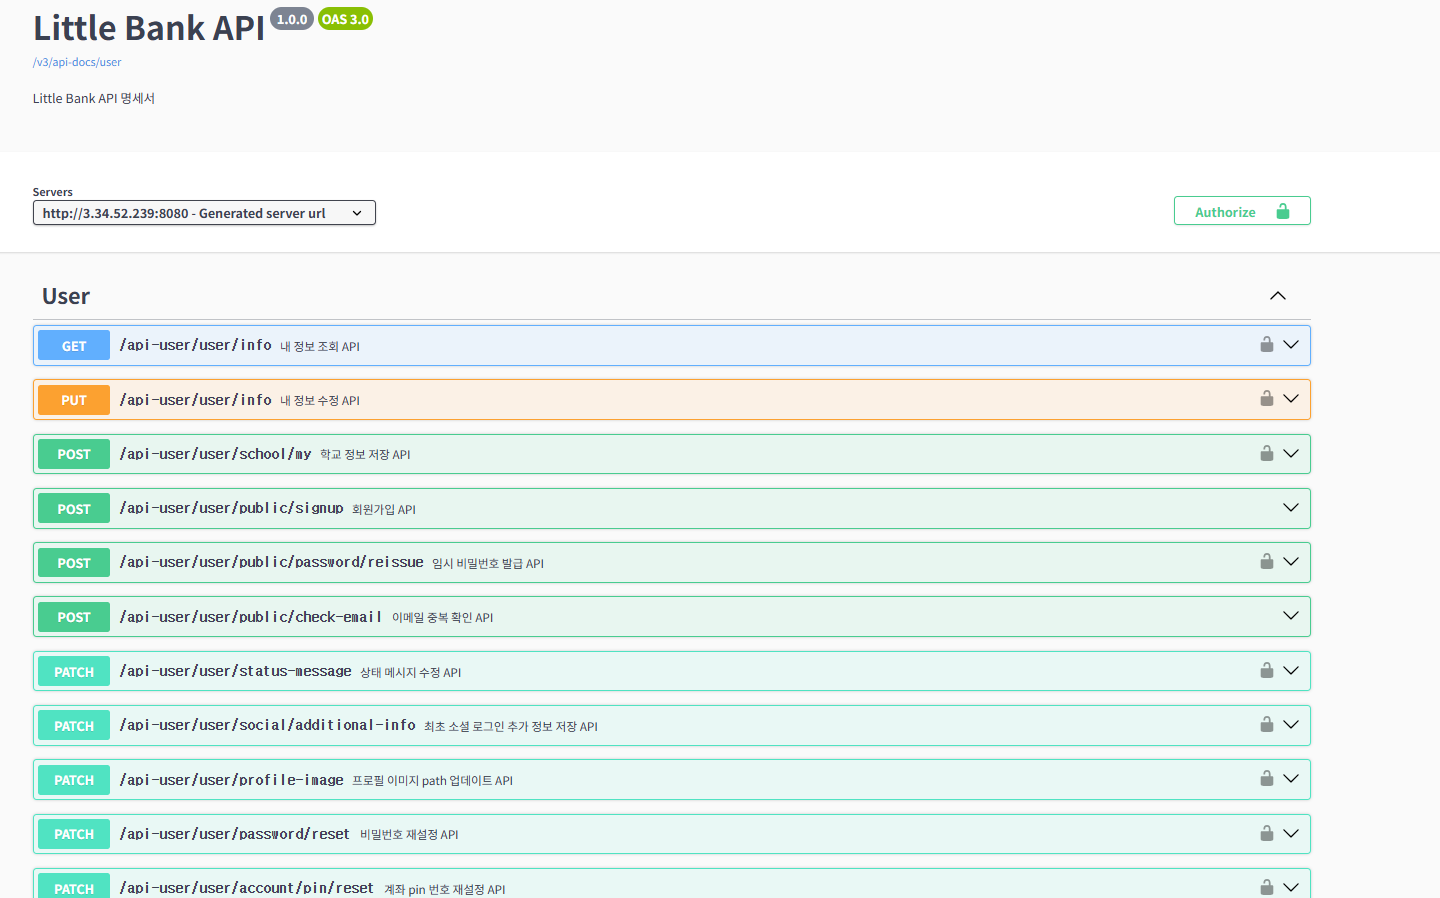 Little Bank API 1.0.0 OAS 3.0
/v3/api-docs/user
Little Bank API 명세서
Servers
http://3.34.52.239:8080 - Generated server url
Authorize
User
GET /api-user/user/info 내 정보 조회 API
PUT /api-user/user/info 내 정보 수정 API
POST /api-user/user/school/my 학교 정보 저장 API
POST /api-user/user/public/signup 회원가입 API
POST /api-user/user/public/password/reissue 임시 비밀번호 발급 API
POST /api-user/user/public/check-email 이메일 중복 확인 API
PATCH /api-user/user/status-message 상태 메시지 수정 API
PATCH /api-user/user/social/additional-info 최초 소셜 로그인 추가 정보 저장 API
PATCH /api-user/user/profile-image 프로필 이미지 path 업데이트 API
PATCH /api-user/user/password/reset 비밀번호 재설정 API
PATCH /api-user/user/account/pin/reset 계좌 pin 번호 재설정 API